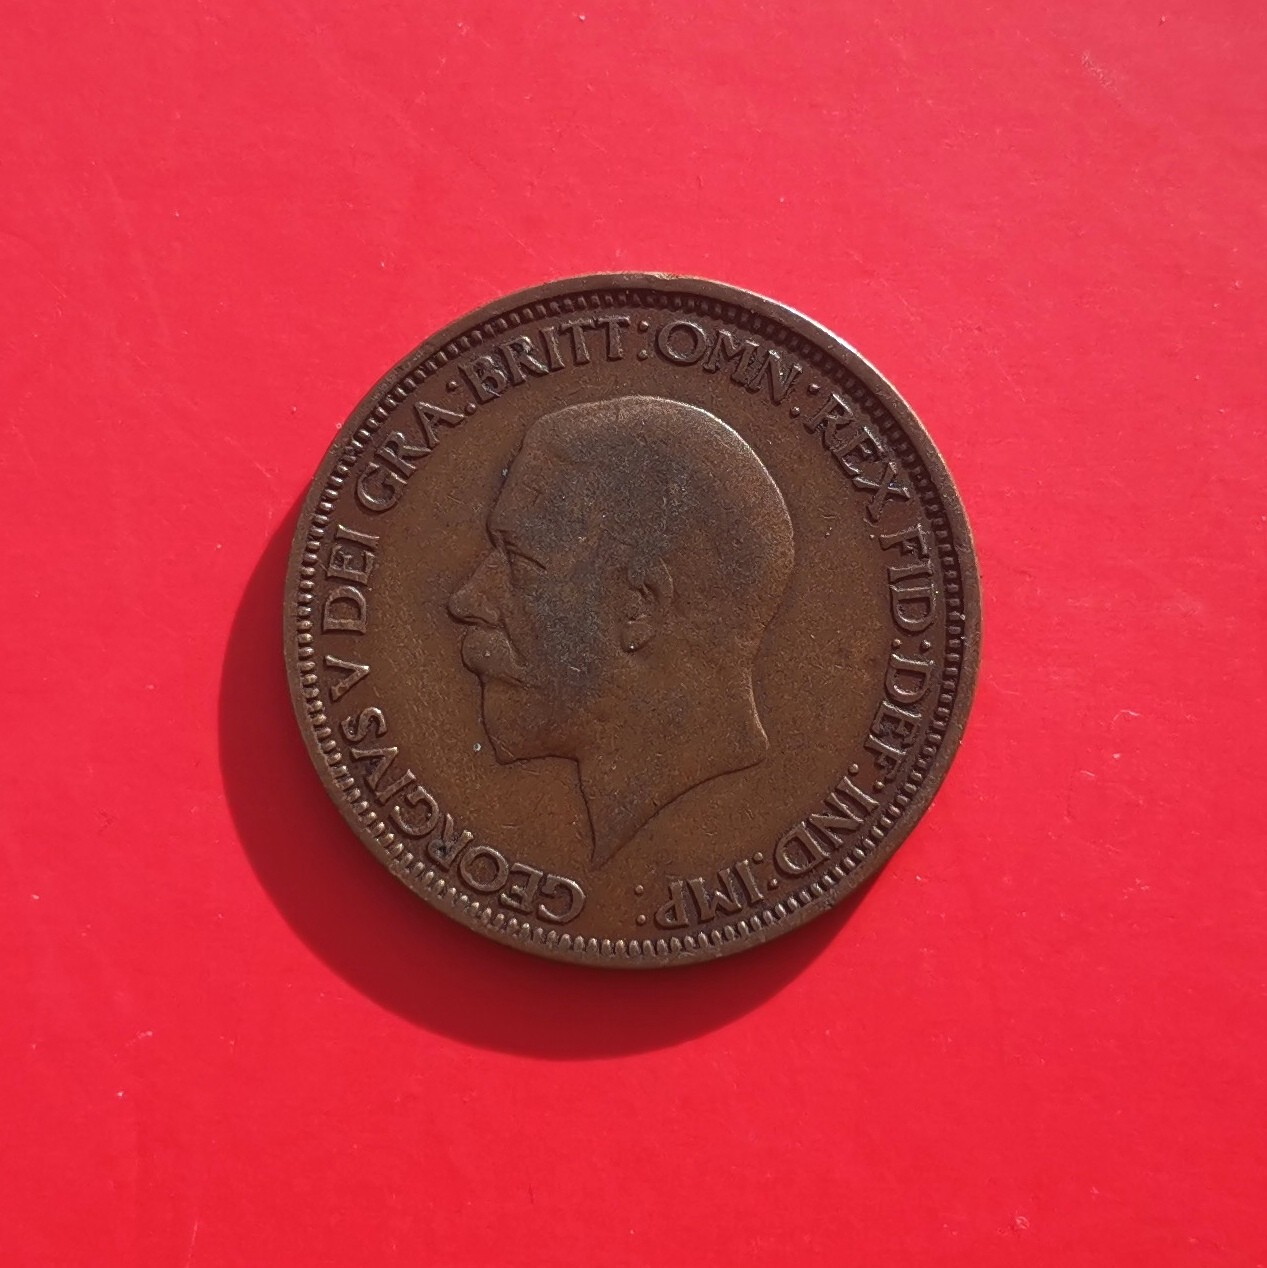 GEORGIVS V DEI GRA:BRITT:OMN:REX FID:DEF:IND:IMP: